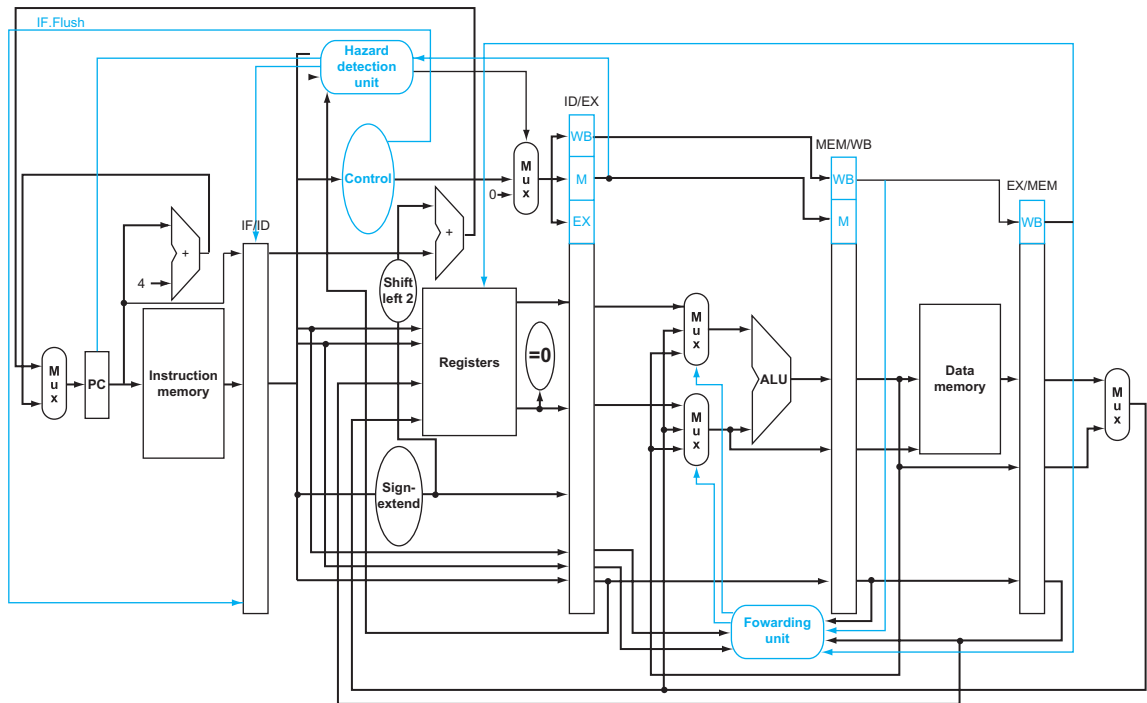 IF.Flush
Hazard
detection
unit
ID/EX
WB
MEM/WB
Control
M
u
x
M
WB
EX/MEM
0
IF/ID
+
EX
M
WB
+
4
Shift
left 2
M
u
x
Registers
=0
M
u
x
PC
Instruction
memory
ALU
Data
memory
M
u
x
M
u
x
Sign-
extend
Fowarding
unit